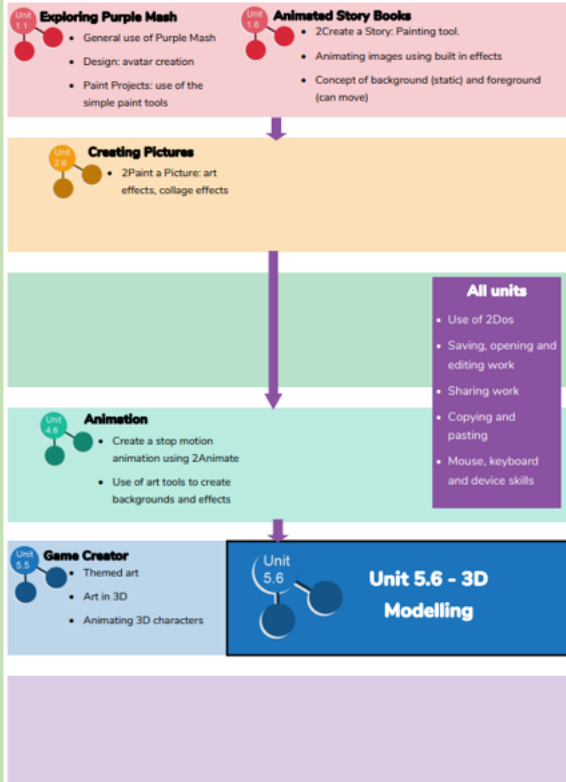 Unit
1.1
Exploring Purple Mash
• General use of Purple Mash
• Design: avatar creation
• Paint Projects: use of the
simple paint tools
Unit
1.6
Animated Story Books
• 2Create a Story: Painting tool.
• Animating images using built in effects
• Concept of background (static) and foreground
(can move)
Unit
2.6
Creating Pictures
• 2Paint a Picture: art
effects, collage effects
All units
• Use of 2Dos
• Saving, opening and
editing work
• Sharing work
• Copying and
pasting
• Mouse, keyboard
and device skills
Unit
4.6
Animation
• Create a stop motion
animation using 2Animate
• Use of art tools to create
backgrounds and effects
Unit
5.5
Game Creator
• Themed art
• Art in 3D
• Animating 3D characters
Unit
5.6
Unit 5.6 - 3D
Modelling